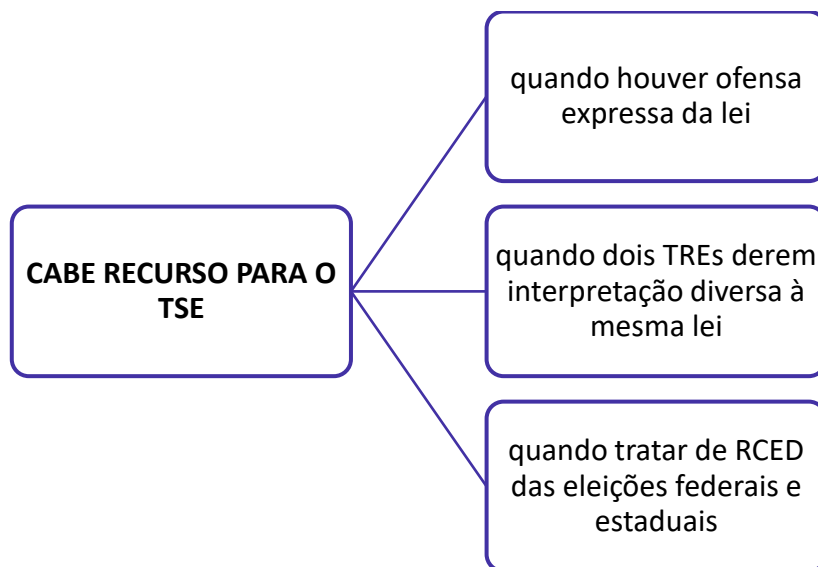 CABE RECURSO PARA O
TSE
quando houver ofensa
expressa da lei
quando dois TREs derem
interpretação diversa à
mesma lei
quando tratar de RCED
das eleições federais e
estaduais